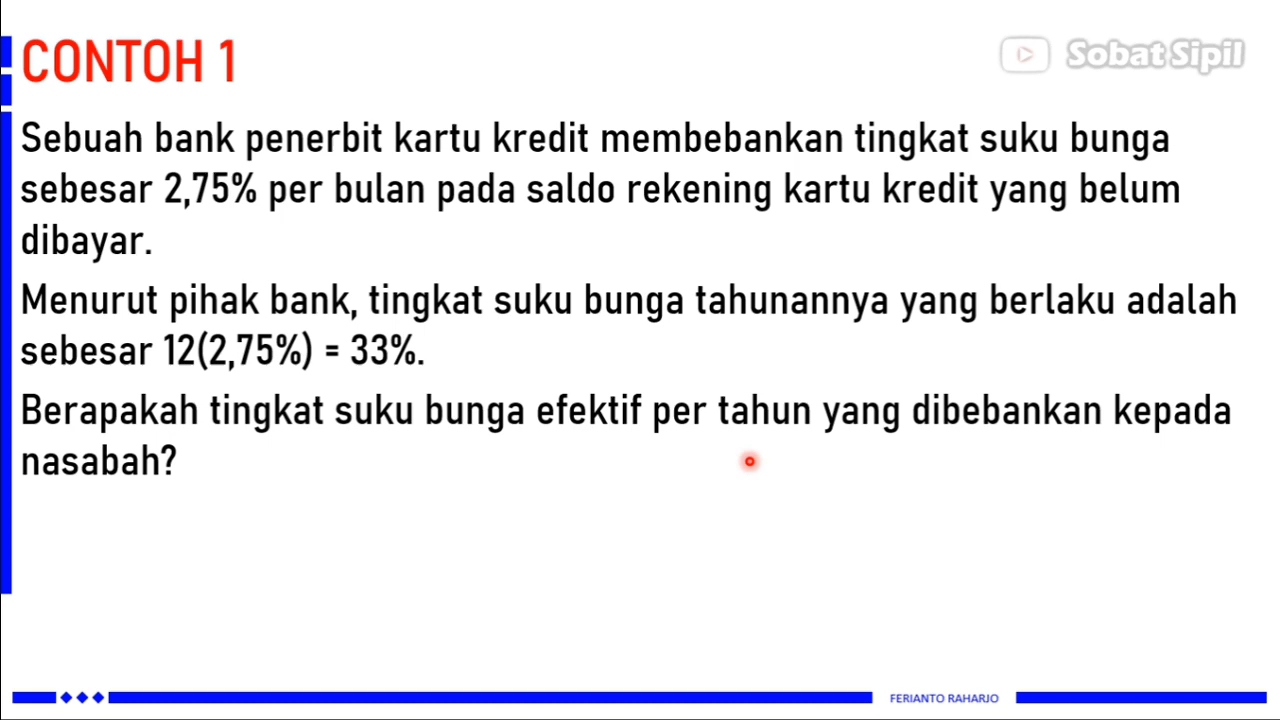 CONTOH 1
Sobat Sipil
Sebuah bank penerbit kartu kredit membebankan tingkat suku bunga
sebesar 2,75% per bulan pada saldo rekening kartu kredit yang belum
dibayar.
Menurut pihak bank, tingkat suku bunga tahunannya yang berlaku adalah
sebesar 12(2,75%) = 33%.
Berapakah tingkat suku bunga efektif per tahun yang dibebankan kepada
nasabah?
FERIANTO RAHARJO